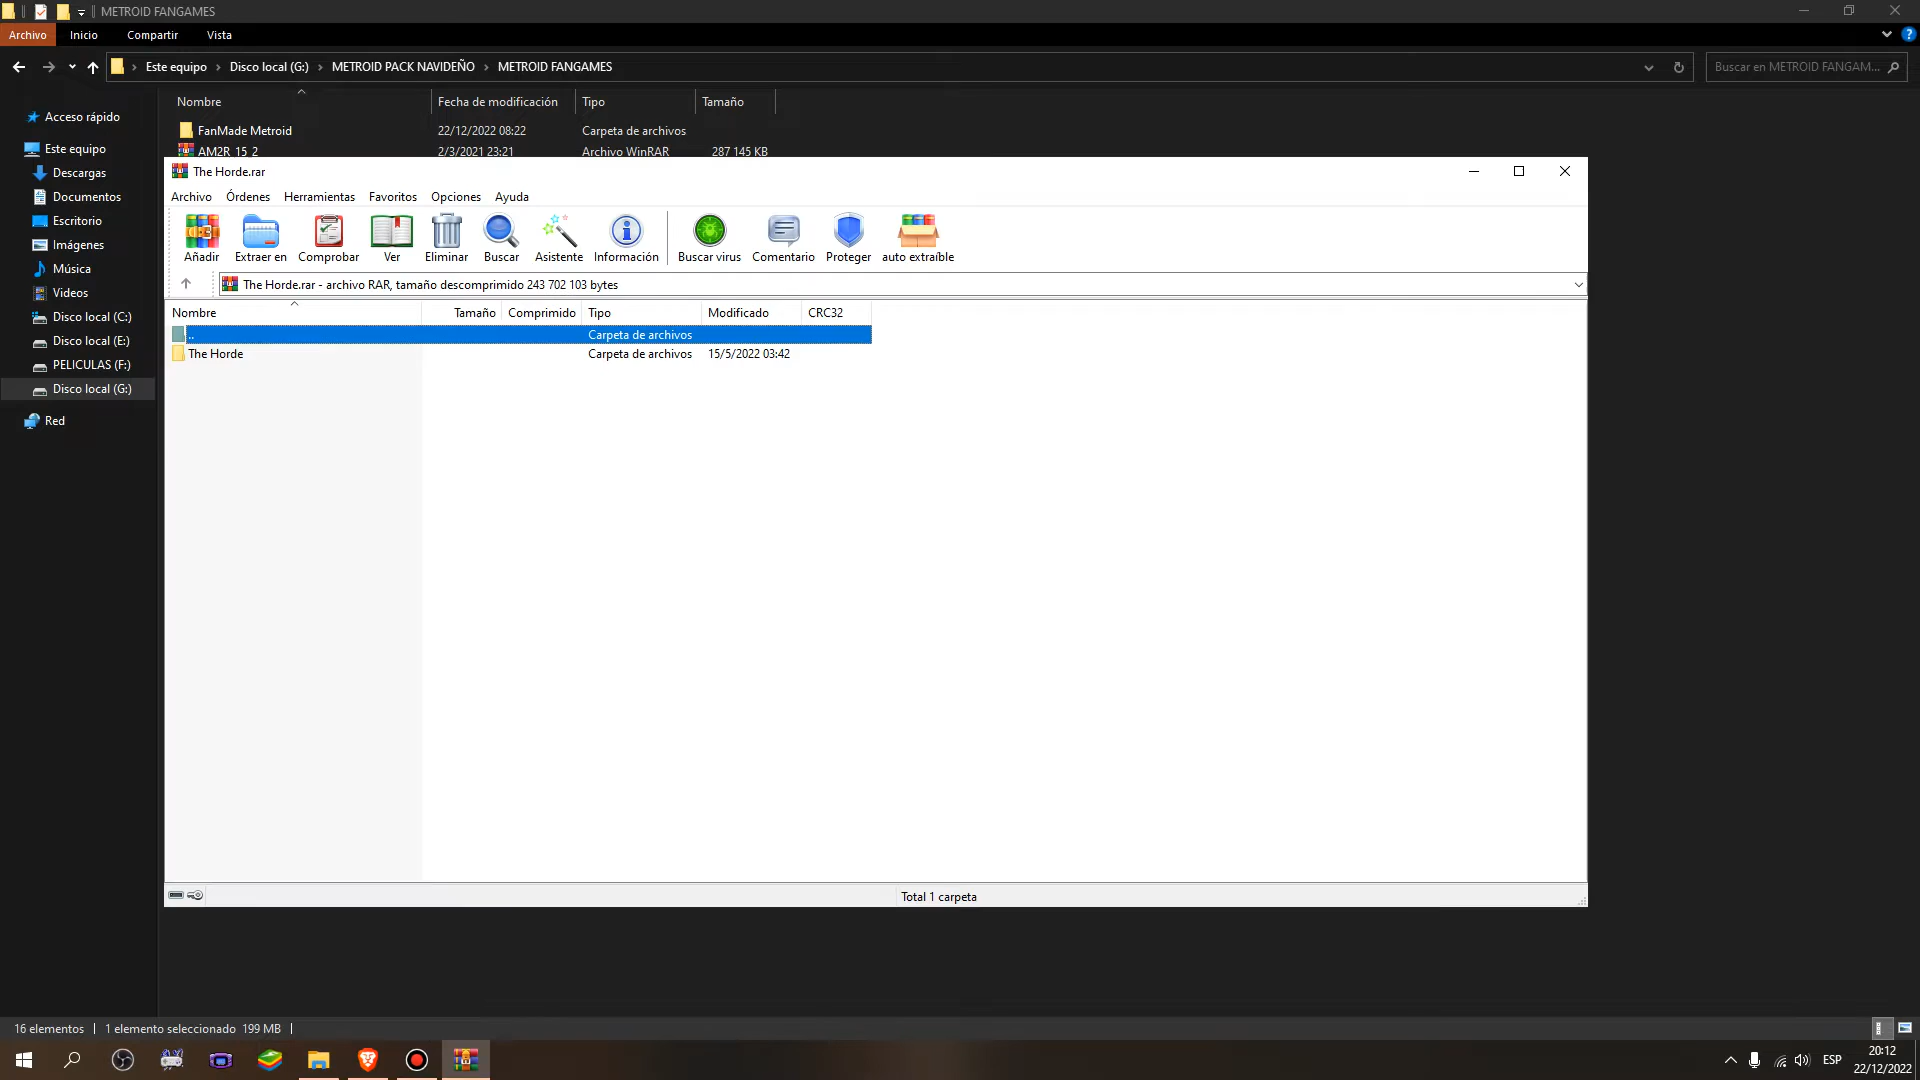 METROID FANGAMES
Archivo Inicio Compartir Vista
Este equipo Disco local (G:) METROID PACK NAVIDEÑO METROID FANGAMES
Buscar en METROID FANGAM...
Nombre Fecha de modificación Tipo Tamaño
FanMade Metroid 22/12/2022 08:22 Carpeta de archivos
AM2R_15_2 2/3/2021 23:21 Archivo WinRAR 287 145 KB
Acceso rápido
Este equipo
Descargas
Documentos
Escritorio
Imágenes
Música
Videos
Disco local (C:)
Disco local (E:)
PELICULAS (F:)
Disco local (G:)
Red
The Horde.rar
Archivo Órdenes Herramientas Favoritos Opciones Ayuda
Añadir Extraer en Comprobar Ver Eliminar Buscar Asistente Información Buscar virus Comentario Proteger auto extraíble
The Horde.rar - archivo RAR, tamaño descomprimido 243 702 103 bytes
Nombre Tamaño Comprimido Tipo Modificado CRC32
.. Carpeta de archivos
The Horde Carpeta de archivos 15/5/2022 03:42
Total 1 carpeta
16 elementos 1 elemento seleccionado 199 MB
ESP
20:12
22/12/2022